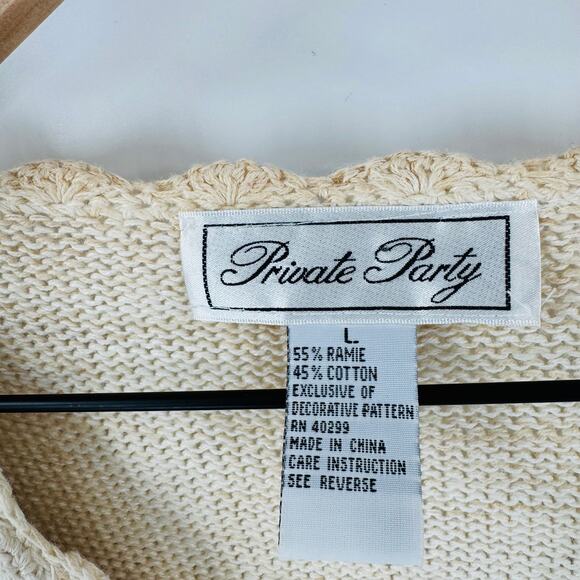 Private Party
L
55% RAMIE
45% COTTON
EXCLUSIVE OF
DECORATIVE PATTERN
RN 40299
MADE IN CHINA
CARE INSTRUCTION
SEE REVERSE